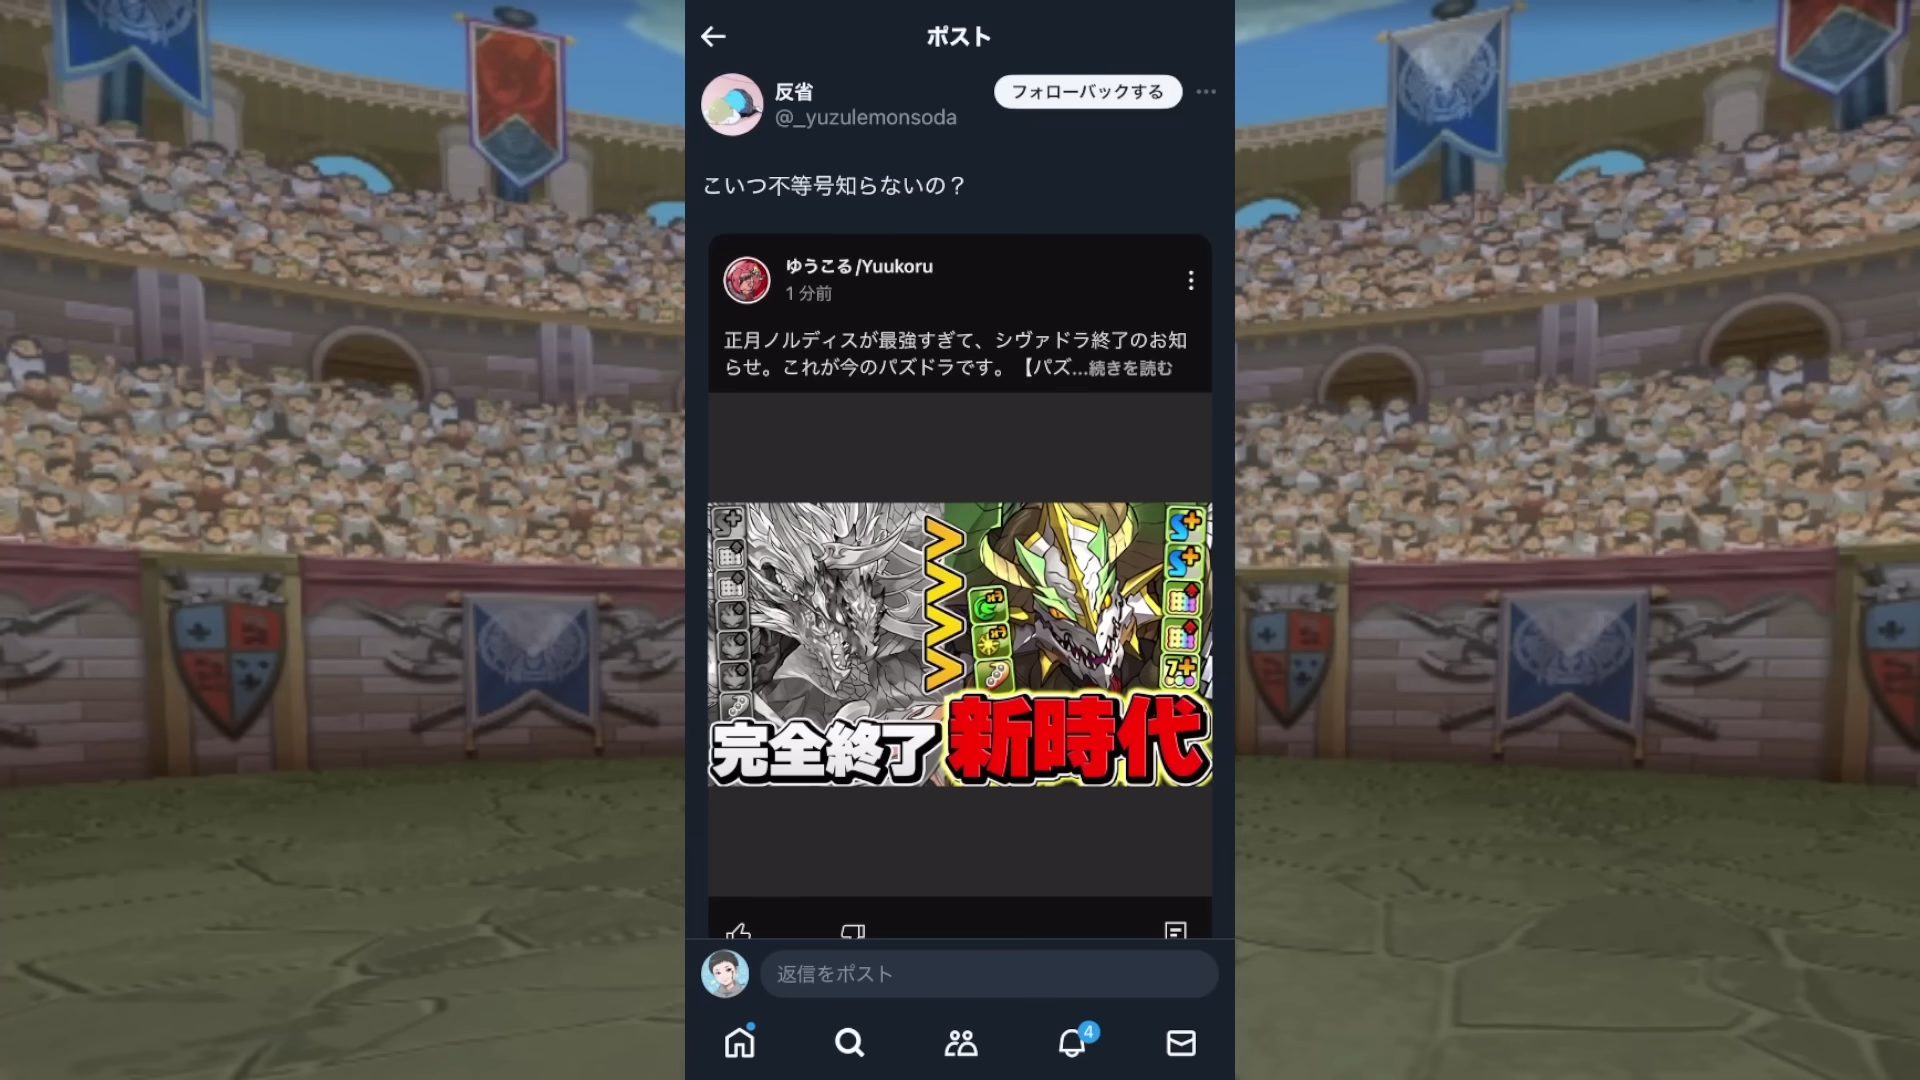 ポスト
反省
@_yuzulemonsoda
フォローバックする
こいつ不等号知らないの？
ゆうこる/Yuukoru
1 分前
正月ノルディスが最強すぎて、シヴァドラ終了のお知
らせ。これが今のパズドラです。【パズ...続きを読む
7+
完全終了
新時代
返信をポスト
4